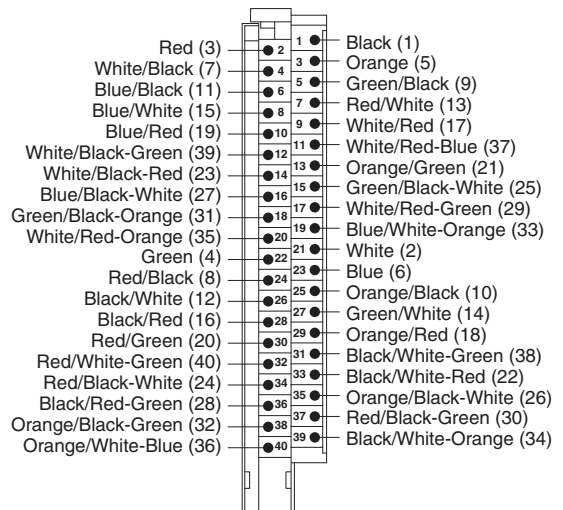 Red (3) 2
White/Black (7) 4
Blue/Black (11) 6
Blue/White (15) 8
Blue/Red (19) 10
White/Black-Green (39) 12
White/Black-Red (23) 14
Blue/Black-White (27) 16
Green/Black-Orange (31) 18
White/Red-Orange (35) 20
Green (4) 22
Red/Black (8) 24
Black/White (12) 26
Black/Red (16) 28
Red/Green (20) 30
Red/White-Green (40) 32
Red/Black-White (24) 34
Black/Red-Green (28) 36
Orange/Black-Green (32) 38
Orange/White-Blue (36) 40
1 Black (1)
3 Orange (5)
5 Green/Black (9)
7 Red/White (13)
9 White/Red (17)
11 White/Red-Blue (37)
13 Orange/Green (21)
15 Green/Black-White (25)
17 White/Red-Green (29)
19 Blue/White-Orange (33)
21 White (2)
23 Blue (6)
25 Orange/Black (10)
27 Green/White (14)
29 Orange/Red (18)
31 Black/White-Green (38)
33 Black/White-Red (22)
35 Orange/Black-White (26)
37 Red/Black-Green (30)
39 Black/White-Orange (34)